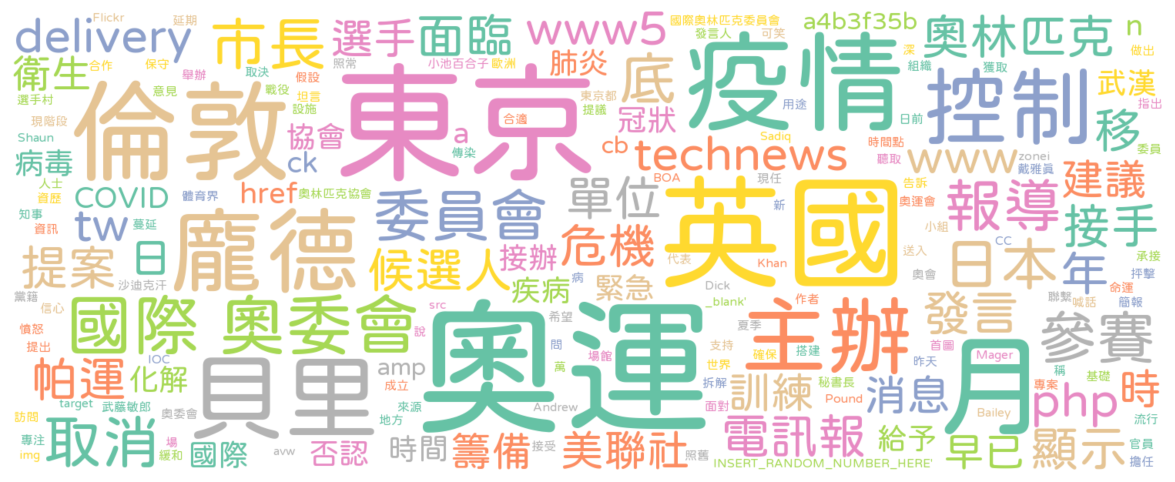 Flickr 延期 國際奧林匹克委員會
delivery 市長 選手 面臨 www5 發言人 可笑 a4b3f35b 奧林匹克 n
衛生 合作 保守 照常 小池百合子 歐洲 肺炎 底 疫情 深 組織 獲取 做出
舉辦 取決 戰役 假設 東京都 武漢
選手村 意見 坦言 東京 提議 用途 日前 控制 指出
現階段 倫敦 設施 合適 冠狀 移
Shaun 協會 a 傳染 cb Sadiq 時間點 委員
病毒 ck technews 聽取 www zonei 戴雅真
人士 COVID href 奧林匹克協會 BOA 現任 告訴 建議
資歷 體育界 單位 英國 新 奧運會 報導
知事 tw 蔓延 委員會 小組 CC 接手
資訊 龐德 危機 代表 Khan 送入 日本 承接
提案 日 候選人 接辦 奧會 年 抨擊
黨籍 沙迪克汗 疾病 緊急 Dick 聯繫 命運
信心 國際 奧委會 src _blank' 作者 發言 喊話 簡報
憤怒 說 希望 夏季 主辦 首圖 參賽
提出 IOC 問 搭建 月 Mager 稱
帕運 化解 貝里 amp 奧運 場館 支持 確保 昨天
成立 萬 世界 拆解 秘書長 專案 基礎 時
target 武藤敏郎 來源 Andrew 面對 訓練 Pound 消息 Bailey php 流行
訪問 奧委會 地方 電訊報 官員
專注 取消 場 否認 時間 籌備 接受 美聯社 給予 早已 顯示 擔任
img 緩和 國際 avw 照舊 INSERT_RANDOM_NUMBER_HERE'